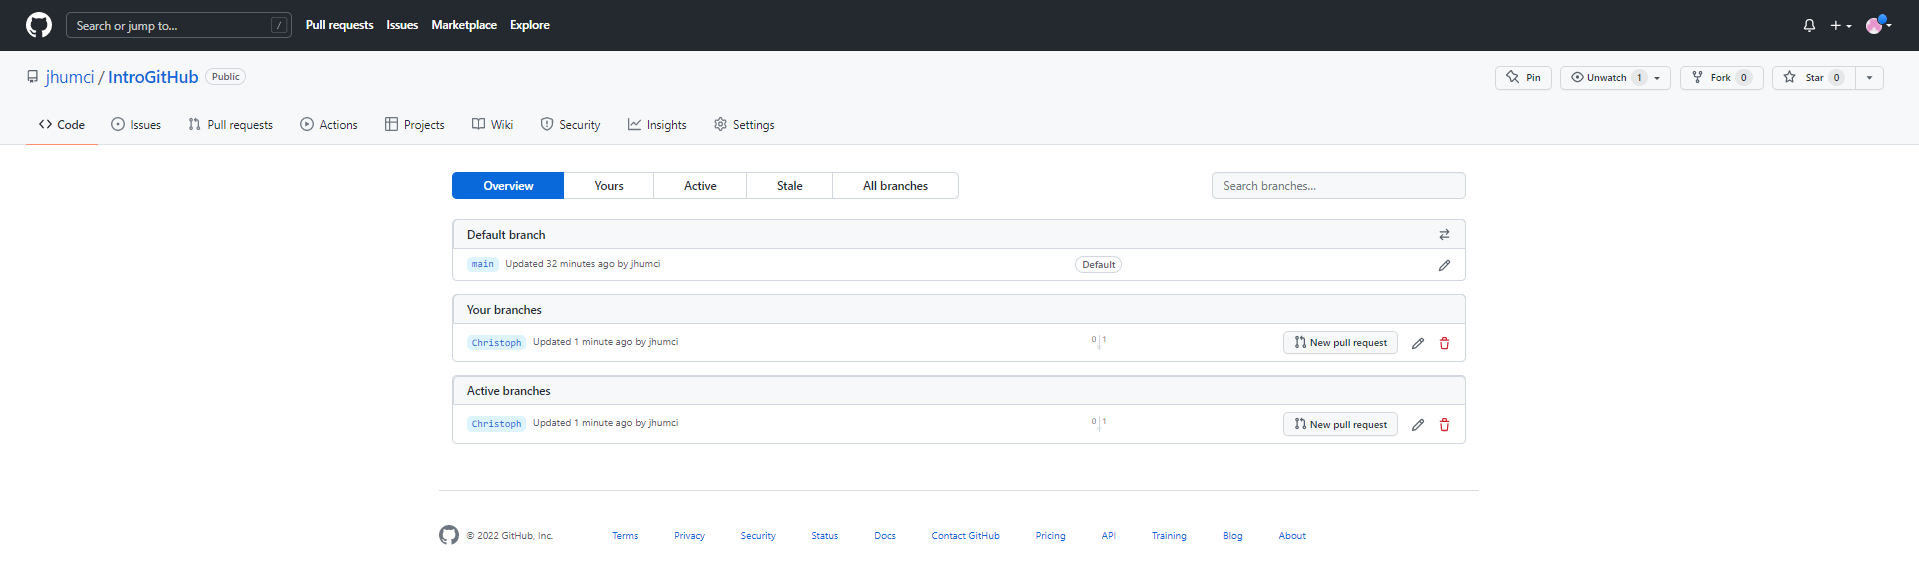 Search or jump to... / Pull requests Issues Marketplace Explore
jhumci / IntroGitHub Public Pin Unwatch 1 Fork 0 Star 0
Code Issues Pull requests Actions Projects Wiki Security Insights Settings
Overview Yours Active Stale All branches Search branches...
Default branch
main Updated 32 minutes ago by jhumci Default
Your branches
Christoph Updated 1 minute ago by jhumci 0 1 New pull request
Active branches
Christoph Updated 1 minute ago by jhumci 0 1 New pull request
© 2022 GitHub, Inc. Terms Privacy Security Status Docs Contact GitHub Pricing API Training Blog About